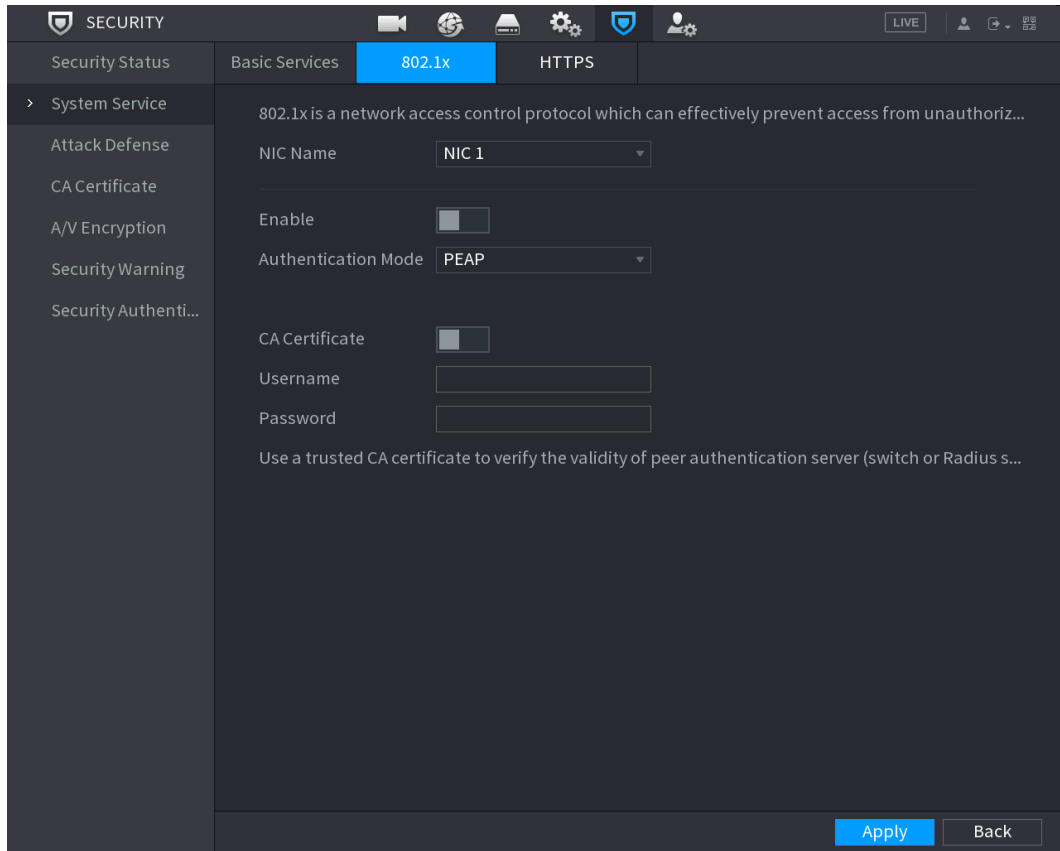 SECURITY
LIVE
Security Status
System Service
Attack Defense
CA Certificate
A/V Encryption
Security Warning
Security Authenti...
Basic Services 802.1x HTTPS
802.1x is a network access control protocol which can effectively prevent access from unauthoriz...
NIC Name NIC 1
Enable
Authentication Mode PEAP
CA Certificate
Username
Password
Use a trusted CA certificate to verify the validity of peer authentication server (switch or Radius s...
Apply Back